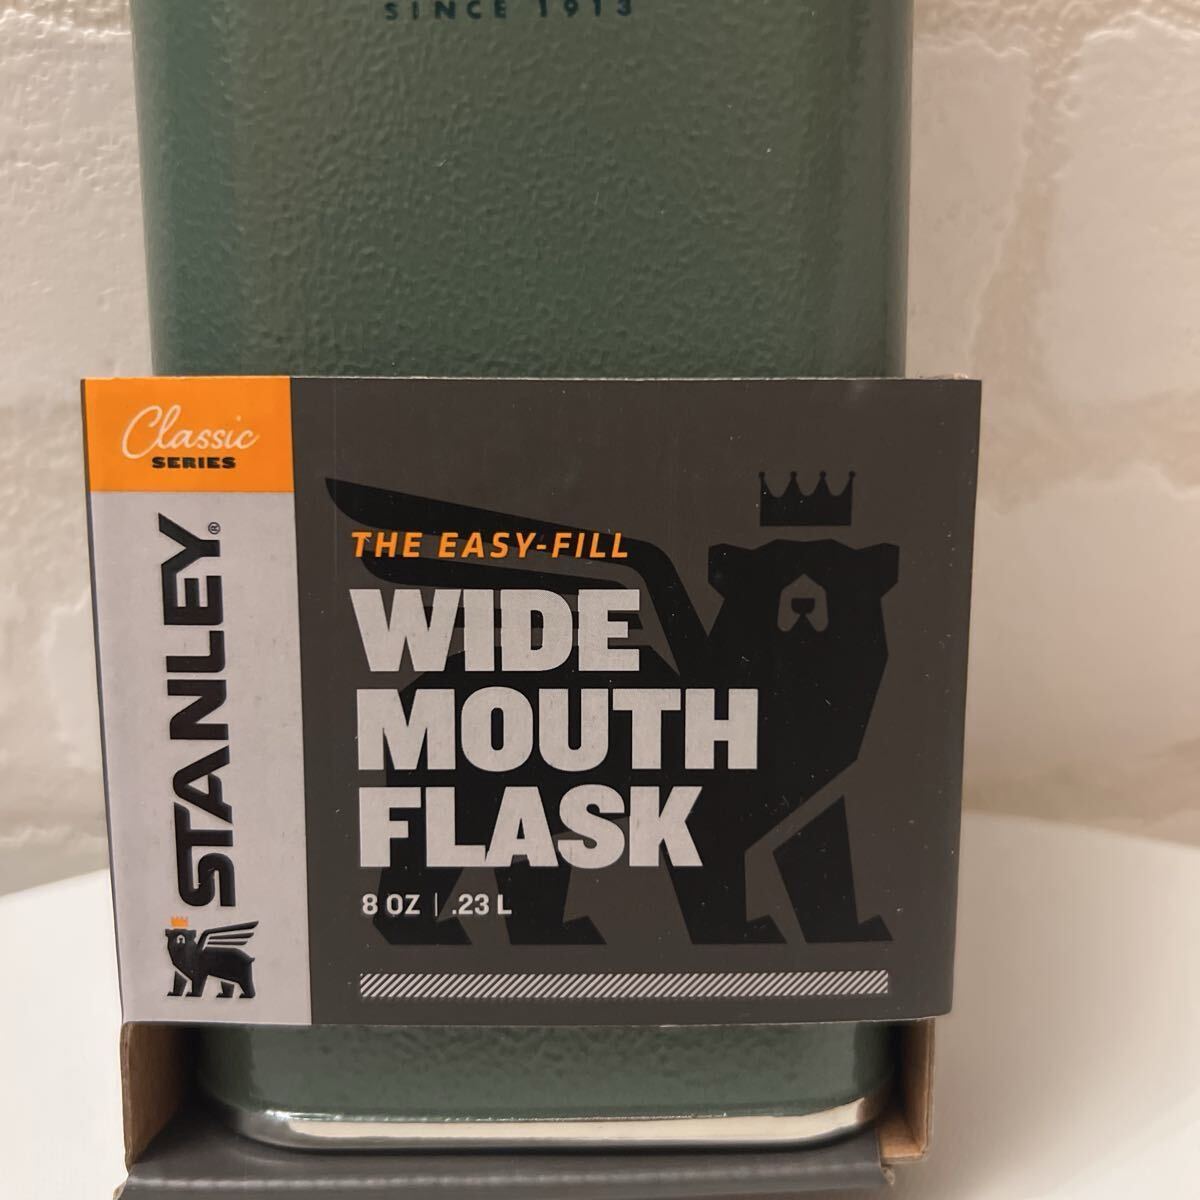 SINCE 1913
Classic
SERIES
STANLEY®
THE EASY-FILL
WIDE
MOUTH
FLASK
8 OZ | .23 L